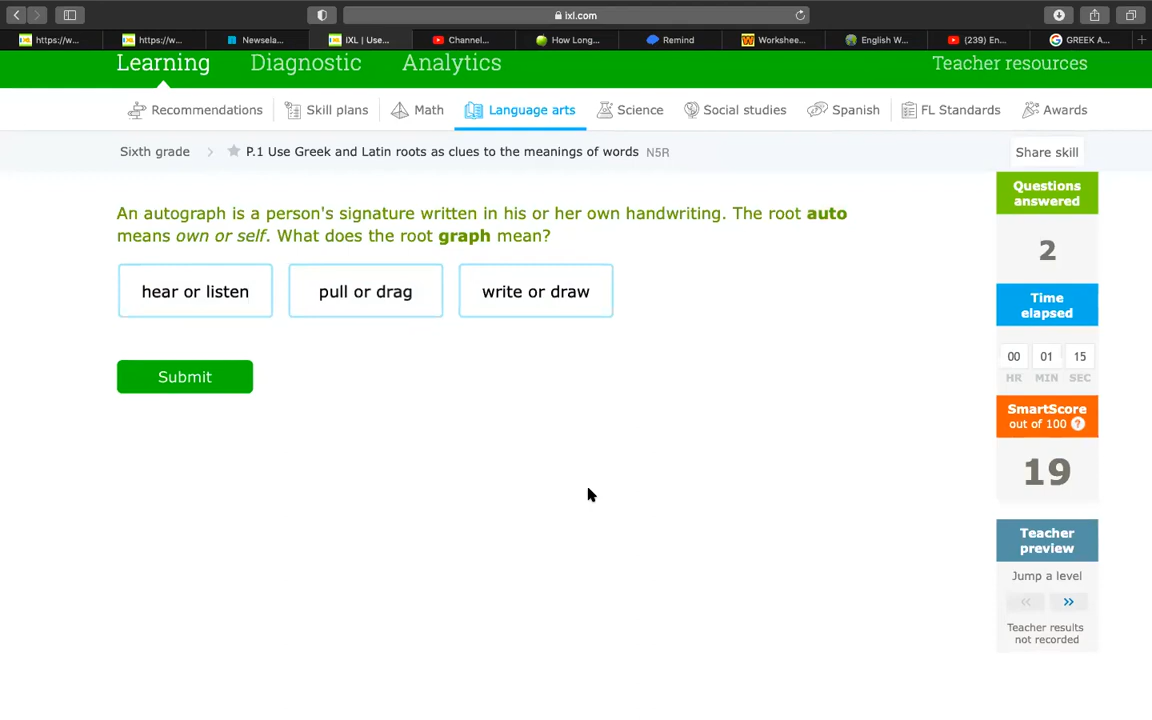 ixl.com
https://w...
https://w...
Newsela...
IXL | Use...
Channel...
How Long...
Remind
Workshee...
English W...
(239) En...
GREEK A...
Learning
Diagnostic
Analytics
Teacher resources
Recommendations
Skill plans
Math
Language arts
Science
Social studies
Spanish
FL Standards
Awards
Sixth grade > P.1 Use Greek and Latin roots as clues to the meanings of words N5R
Share skill
An autograph is a person's signature written in his or her own handwriting. The root auto
means own or self. What does the root graph mean?
hear or listen
pull or drag
write or draw
Submit
Questions
answered
2
Time
elapsed
00 01 15
HR MIN SEC
SmartScore
out of 100 ?
19
Teacher
preview
Jump a level
<< >>
Teacher results
not recorded